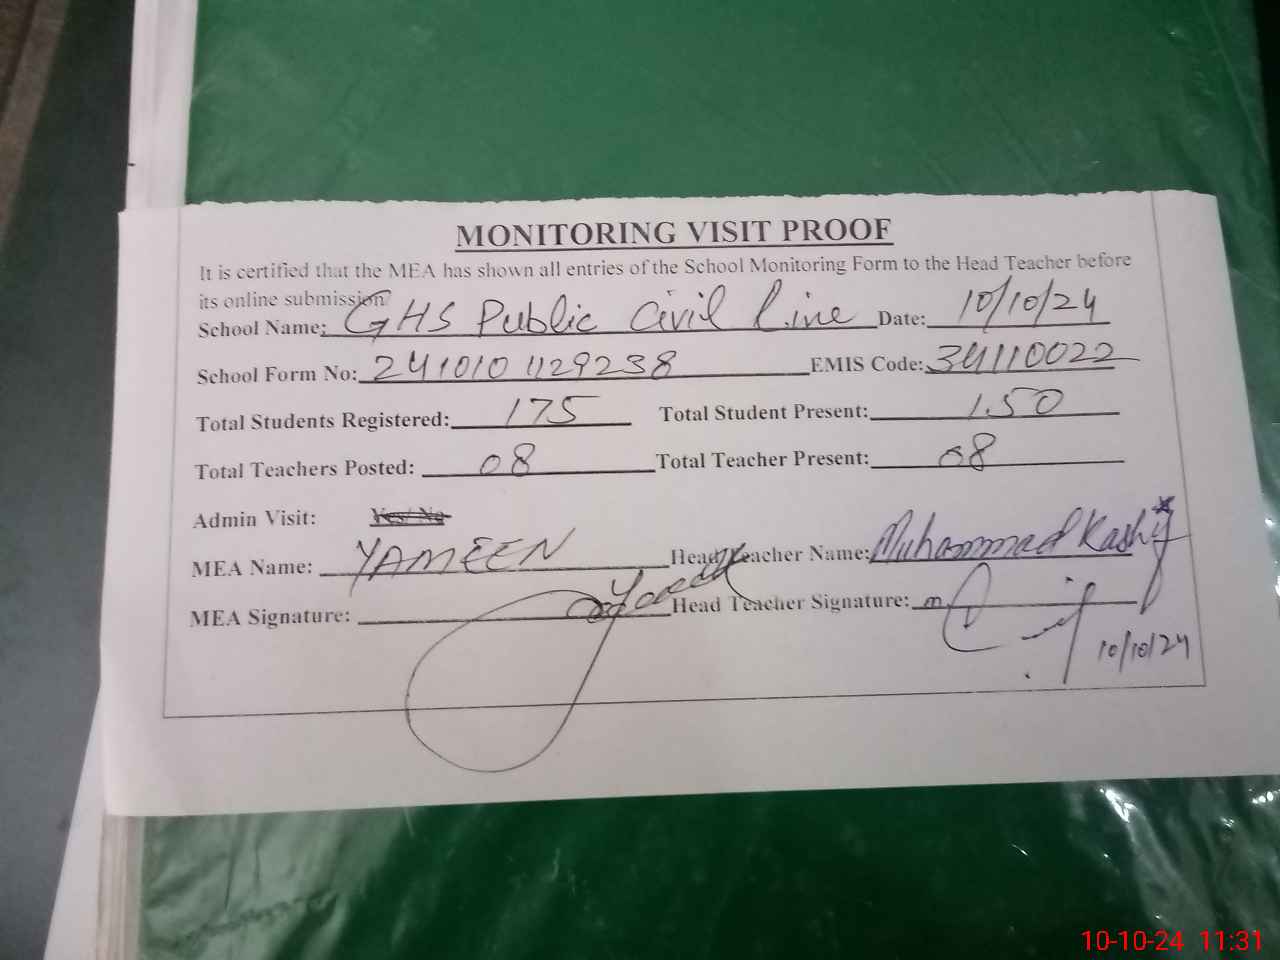 MONITORING VISIT PROOF
It is certified that the MEA has shown all entries of the School Monitoring Form to the Head Teacher before
its online submission.
School Name: GHS Public Civil Line Date: 10/10/24
School Form No: 2410101129238 EMIS Code: 34110022
Total Students Registered: 175 Total Student Present: 150
Total Teachers Posted: 08 Total Teacher Present: 08
Admin Visit: Yes/ No
MEA Name: YAMEEN Head Teacher Name: Muhammad Kashif
MEA Signature: Head Teacher Signature:
10/10/24
10-10-24 11:31